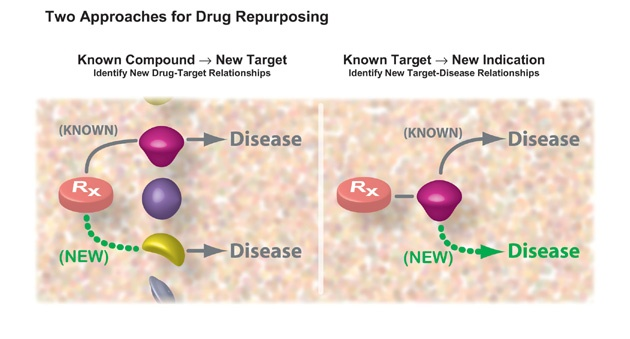 Two Approaches for Drug Repurposing
Known Compound → New Target
Identify New Drug-Target Relationships
Known Target → New Indication
Identify New Target-Disease Relationships
(KNOWN)
Disease
Rx
(NEW)
Disease
(KNOWN)
Disease
Rx
(NEW)
Disease